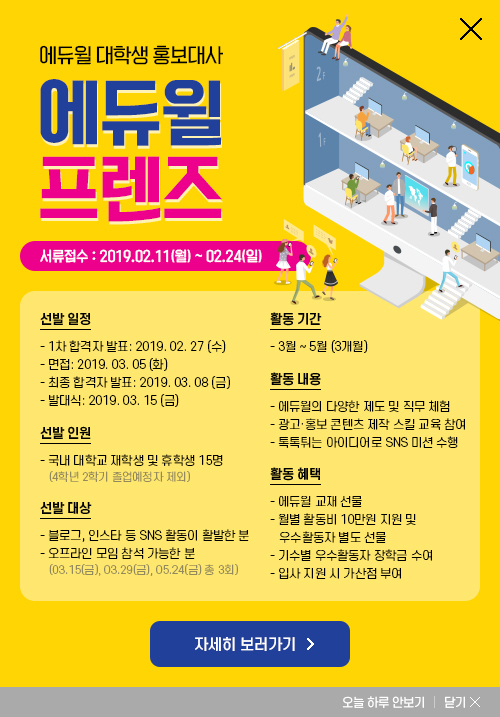 에듀윌 대학생 홍보대사
에듀윌
프렌즈
서류접수 : 2019.02.11(월) ~ 02.24(일)
선발 일정
- 1차 합격자 발표: 2019. 02. 27 (수)
- 면접: 2019. 03. 05 (화)
- 최종 합격자 발표: 2019. 03. 08 (금)
- 발대식: 2019. 03. 15 (금)
선발 인원
- 국내 대학교 재학생 및 휴학생 15명
(4학년 2학기 졸업예정자 제외)
선발 대상
- 블로그, 인스타 등 SNS 활동이 활발한 분
- 오프라인 모임 참석 가능한 분
(03.15(금), 03.29(금), 05.24(금) 총 3회)
활동 기간
- 3월 ~ 5월 (3개월)
활동 내용
- 에듀윌의 다양한 제도 및 직무 체험
- 광고·홍보 콘텐츠 제작 스킬 교육 참여
- 톡톡튀는 아이디어로 SNS 미션 수행
활동 혜택
- 에듀윌 교재 선물
- 월별 활동비 10만원 지원 및
우수활동자 별도 선물
- 기수별 우수활동자 장학금 수여
- 입사 지원 시 가산점 부여
2F
1F
자세히 보러가기
오늘 하루 안보기 | 닫기